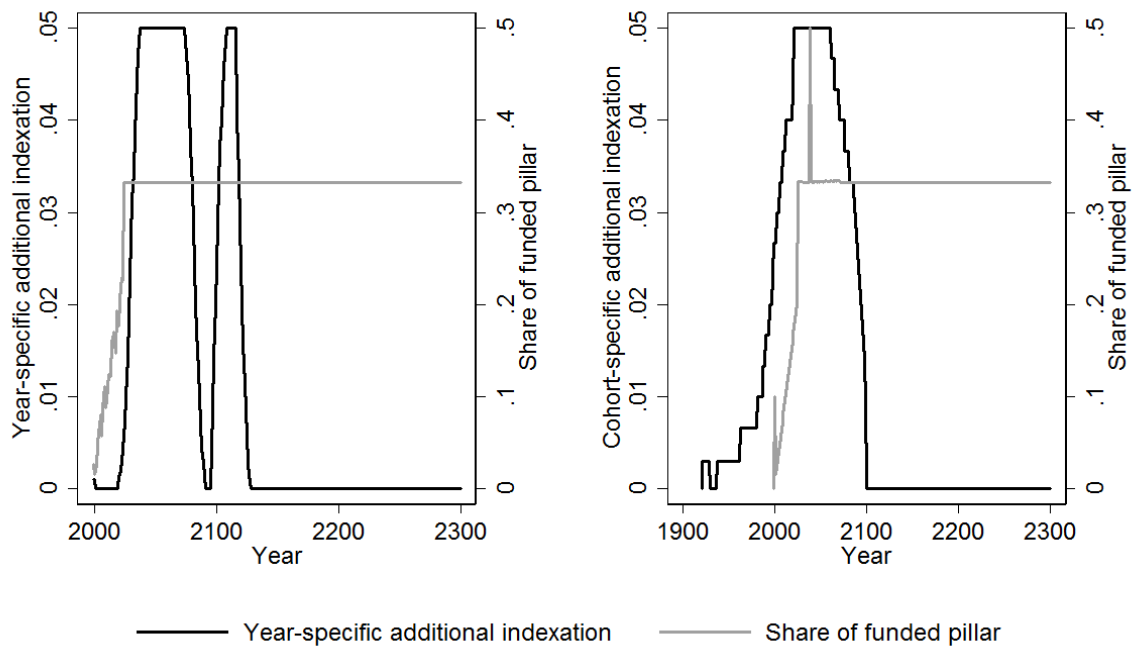 Year-specific additional indexation
0 .01 .02 .03 .04 .05
0 .1 .2 .3 .4 .5
Share of funded pillar
2000 2100 2200 2300
Year
Cohort-specific additional indexation
0 .01 .02 .03 .04 .05
0 .1 .2 .3 .4 .5
Share of funded pillar
1900 2000 2100 2200 2300
Year
Year-specific additional indexation Share of funded pillar